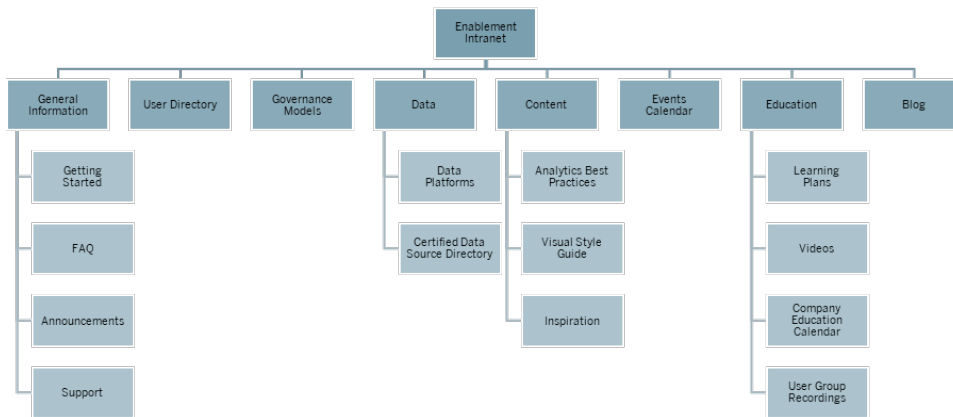 Enablement
Intranet
General
Information
User Directory
Governance
Models
Data
Content
Events
Calendar
Education
Blog
Getting
Started
FAQ
Announcements
Support
Data
Platforms
Certified Data
Source Directory
Analytics Best
Practices
Visual Style
Guide
Inspiration
Learning
Plans
Videos
Company
Education
Calendar
User Group
Recordings